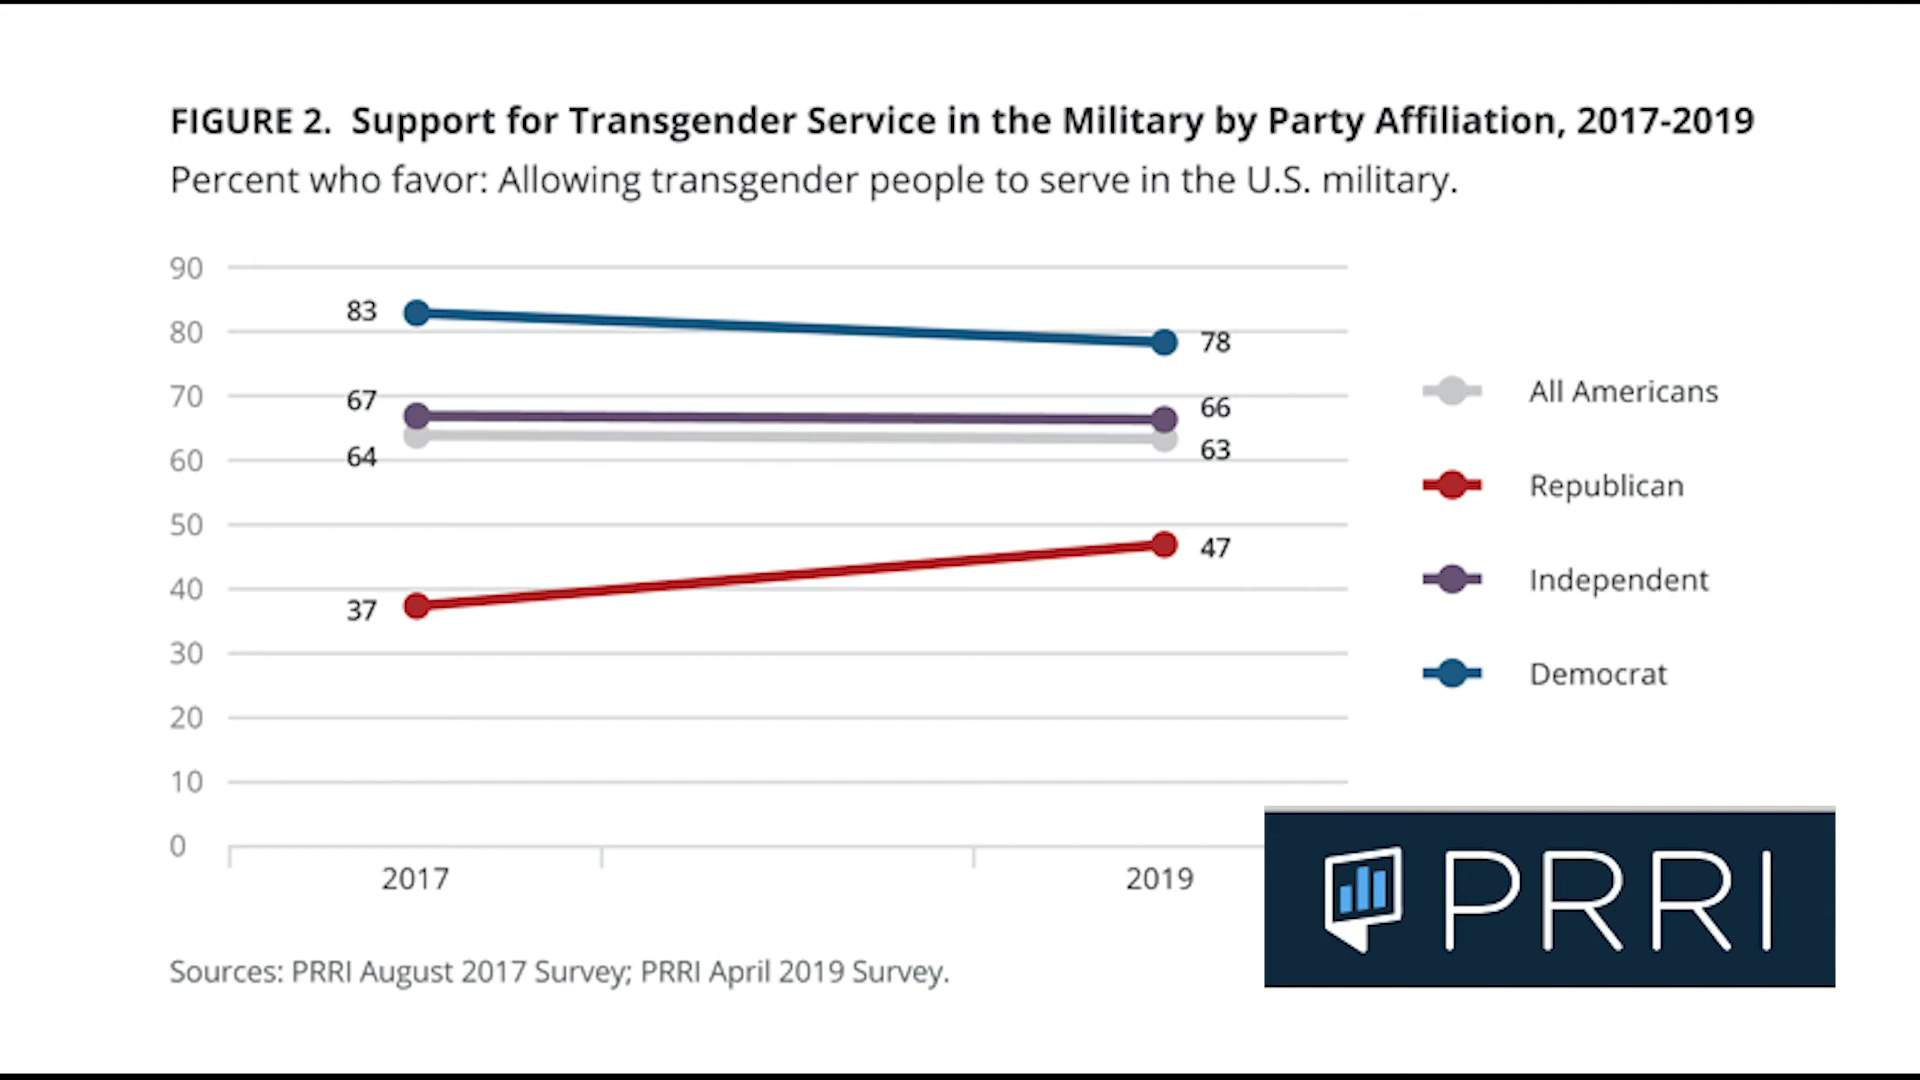 FIGURE 2. Support for Transgender Service in the Military by Party Affiliation, 2017-2019
Percent who favor: Allowing transgender people to serve in the U.S. military.
90
80
70
60
50
40
30
20
10
0
83
67
64
37
78
66
63
47
2017
2019
All Americans
Republican
Independent
Democrat
Sources: PRRI August 2017 Survey; PRRI April 2019 Survey.
PRRI